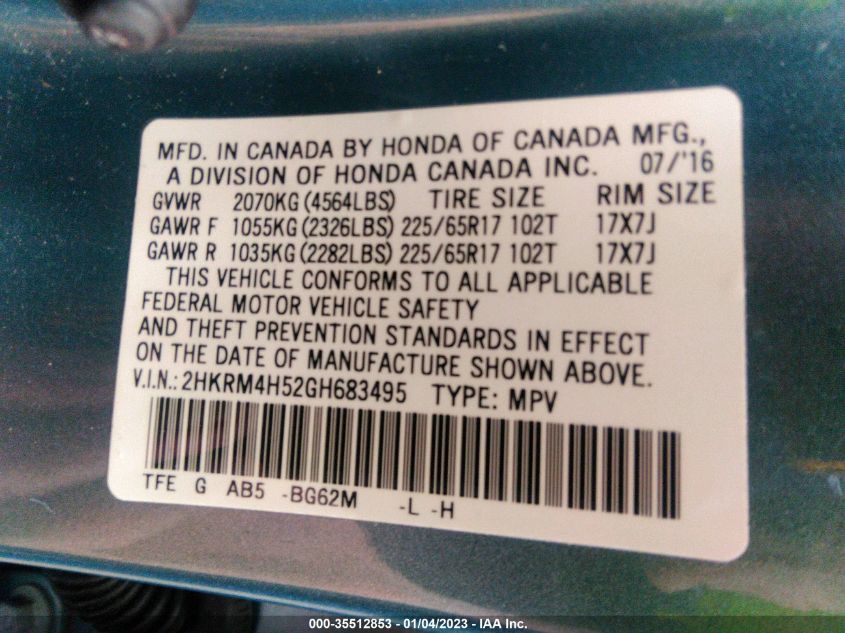 MFD. IN CANADA BY HONDA OF CANADA MFG.,
A DIVISION OF HONDA CANADA INC. 07/'16
GVWR 2070KG (4564LBS) TIRE SIZE RIM SIZE
GAWR F 1055KG (2326LBS) 225/65R17 102T 17X7J
GAWR R 1035KG (2282LBS) 225/65R17 102T 17X7J
THIS VEHICLE CONFORMS TO ALL APPLICABLE
FEDERAL MOTOR VEHICLE SAFETY
AND THEFT PREVENTION STANDARDS IN EFFECT
ON THE DATE OF MANUFACTURE SHOWN ABOVE.
V.I.N.: 2HKRM4H52GH683495 TYPE: MPV
TFE G AB5 -BG62M -L -H
000-35512853 - 01/04/2023 - IAA Inc.